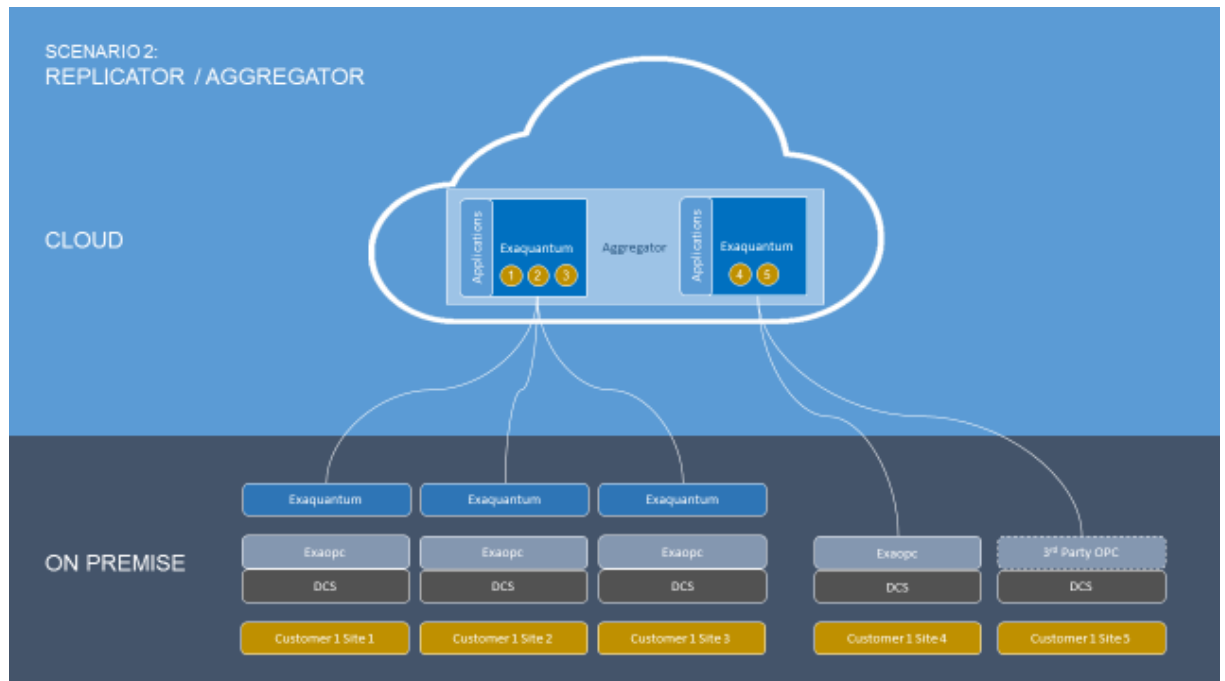 SCENARIO 2:
REPLICATOR / AGGREGATOR
CLOUD
Applications
Exaquantum
1 2 3
Aggregator
Applications
Exaquantum
4 5
ON PREMISE
Exaquantum Exaquantum Exaquantum
Exaopc Exaopc Exaopc Exaopc 3rd Party OPC
DCS DCS DCS DCS DCS
Customer 1 Site 1 Customer 1 Site 2 Customer 1 Site 3 Customer 1 Site 4 Customer 1 Site 5